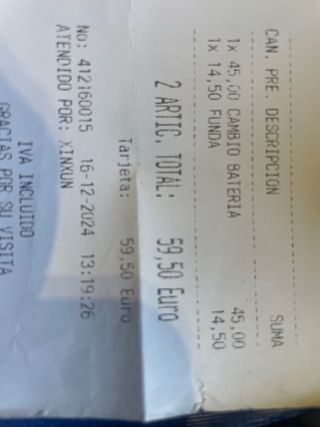 CAN. PRE. DESCRIPCION SUMA
1x 45,00 CAMBIO BATERIA 45,00
1x 14,50 FUNDA 14,50
2 ARTIC. TOTAL: 59,50 Euro
Tarjeta: 59,50 Euro
No: 412160015 16-12-2024 13:19:26
ATENDIDO POR: XINXUN
IVA INCLUIDO
GRACIAS POR SU VISITA